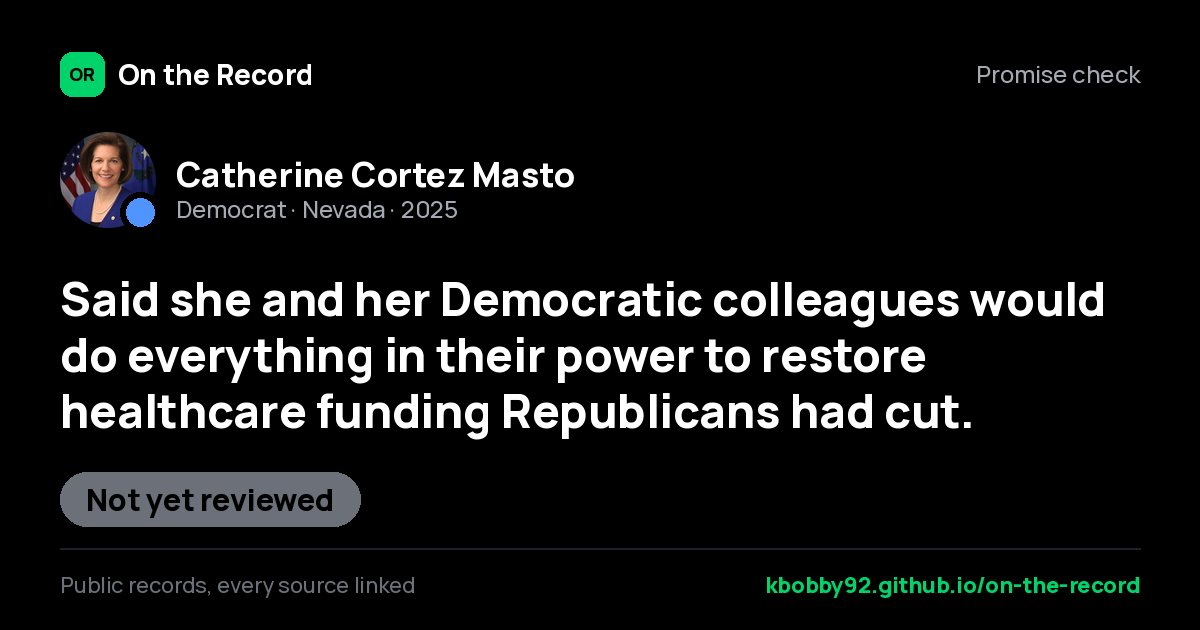 OR On the Record
Promise check
Catherine Cortez Masto
Democrat · Nevada · 2025
Said she and her Democratic colleagues would
do everything in their power to restore
healthcare funding Republicans had cut.
Not yet reviewed
Public records, every source linked
kbobby92.github.io/on-the-record